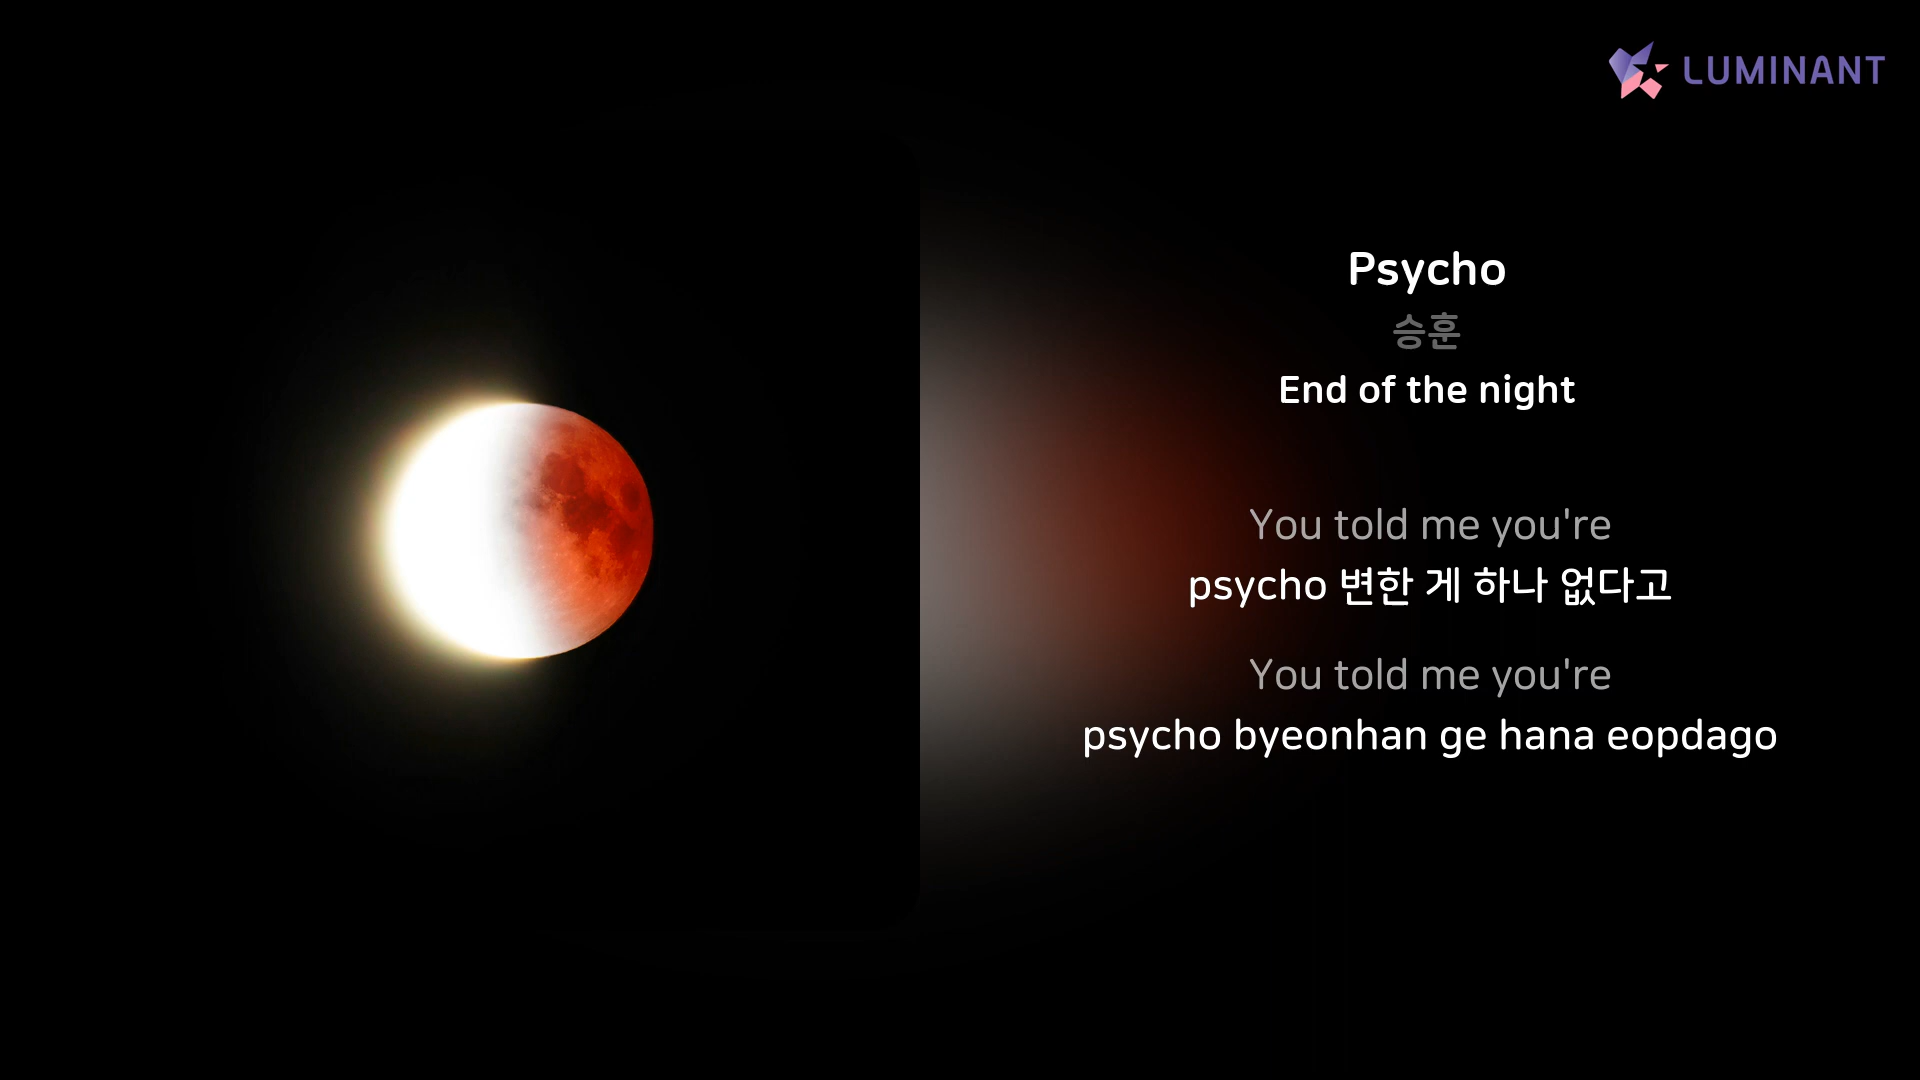 LUMINANT
Psycho
승훈
End of the night
You told me you're
psycho 변한 게 하나 없다고
You told me you're
psycho byeonhan ge hana eopdago